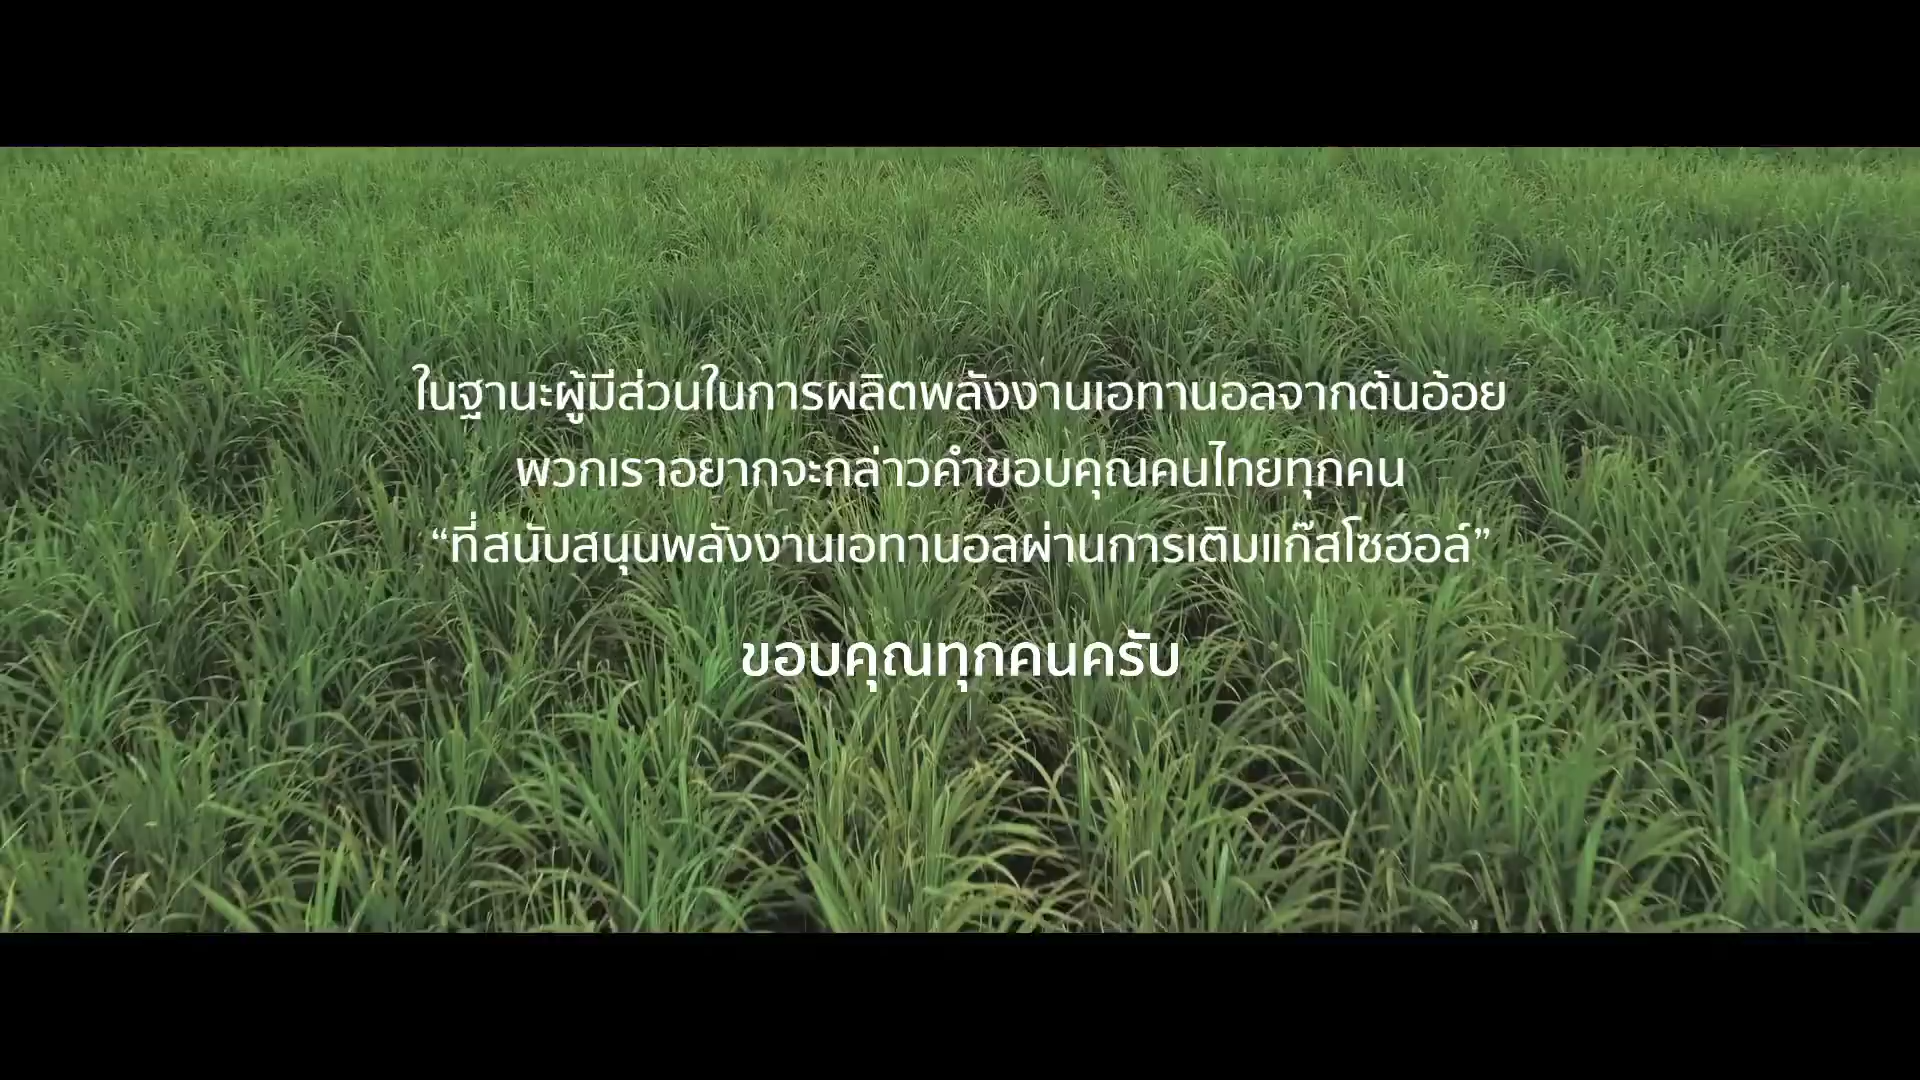 ในฐานะผู้มีส่วนในการผลิตพลังงานเอทานอลจากต้นอ้อย
พวกเราอยากจะกล่าวคำขอบคุณคนไทยทุกคน
“ที่สนับสนุนพลังงานเอทานอลผ่านการเติมแก๊สโซฮอล์”
ขอบคุณทุกคนครับ